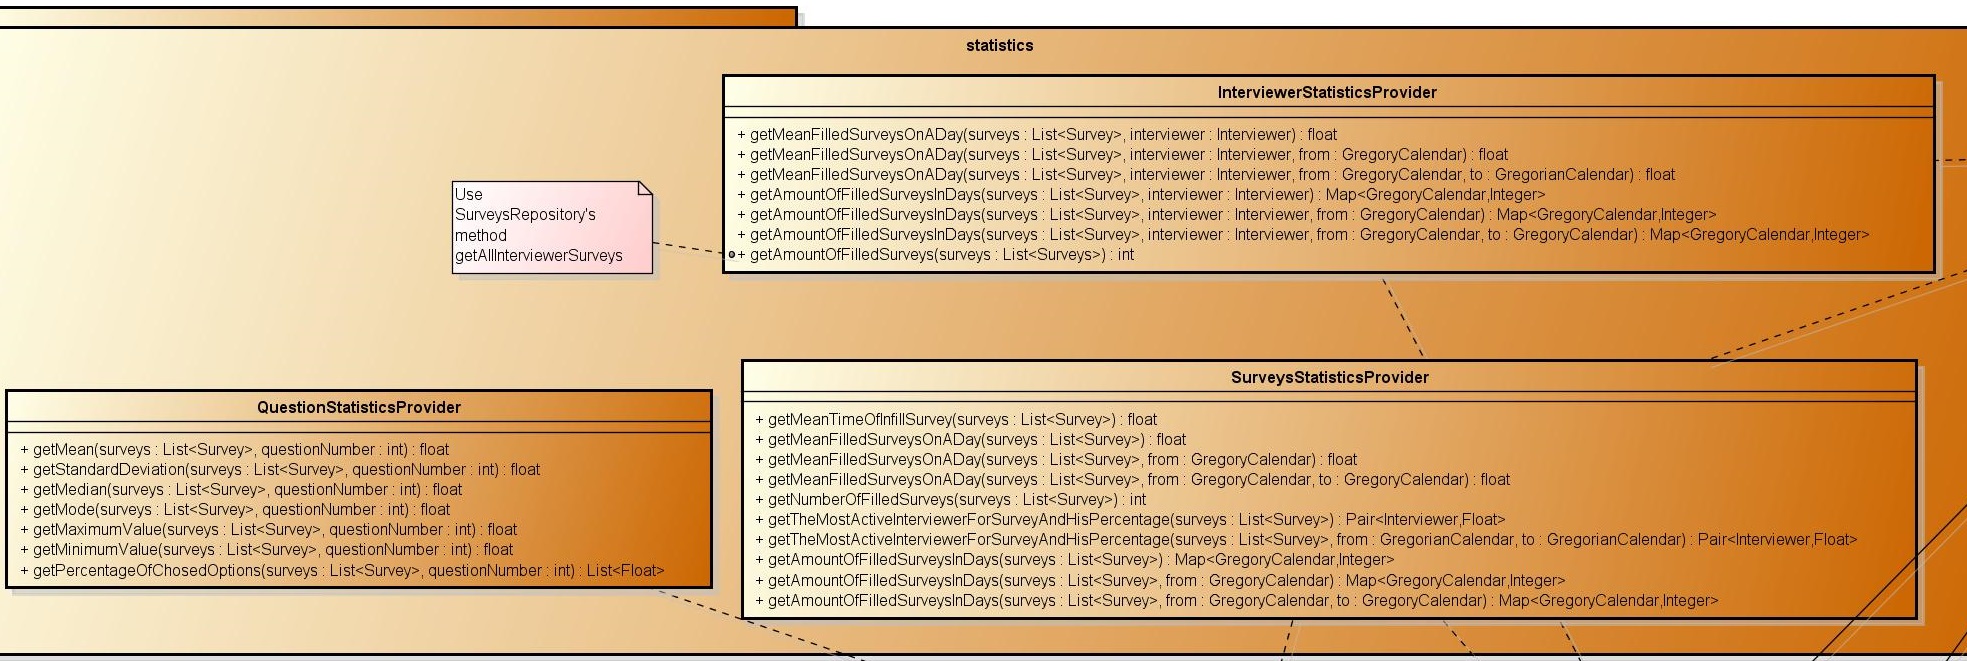 statistics
InterviewerStatisticsProvider
+ getMeanFilledSurveysOnADay(surveys : List<Survey>, interviewer : Interviewer) : float
+ getMeanFilledSurveysOnADay(surveys : List<Survey>, interviewer : Interviewer, from : GregoryCalendar) : float
+ getMeanFilledSurveysOnADay(surveys : List<Survey>, interviewer : Interviewer, from : GregoryCalendar, to : GregorianCalendar) : float
+ getAmountOfFilledSurveysInDays(surveys : List<Survey>, interviewer : Interviewer) : Map<GregoryCalendar,Integer>
+ getAmountOfFilledSurveysInDays(surveys : List<Survey>, interviewer : Interviewer, from : GregoryCalendar) : Map<GregoryCalendar,Integer>
+ getAmountOfFilledSurveysInDays(surveys : List<Survey>, interviewer : Interviewer, from : GregoryCalendar, to : GregoryCalendar) : Map<GregoryCalendar,Integer>
+ getAmountOfFilledSurveys(surveys : List<Surveys>) : int
Use
SurveysRepository's
method
getAllInterviewerSurveys
QuestionStatisticsProvider
+ getMean(surveys : List<Survey>, questionNumber : int) : float
+ getStandardDeviation(surveys : List<Survey>, questionNumber : int) : float
+ getMedian(surveys : List<Survey>, questionNumber : int) : float
+ getMode(surveys : List<Survey>, questionNumber : int) : float
+ getMaximumValue(surveys : List<Survey>, questionNumber : int) : float
+ getMinimumValue(surveys : List<Survey>, questionNumber : int) : float
+ getPercentageOfChosedOptions(surveys : List<Survey>, questionNumber : int) : List<Float>
SurveysStatisticsProvider
+ getMeanTimeOfInfillSurvey(surveys : List<Survey>) : float
+ getMeanFilledSurveysOnADay(surveys : List<Survey>) : float
+ getMeanFilledSurveysOnADay(surveys : List<Survey>, from : GregoryCalendar) : float
+ getMeanFilledSurveysOnADay(surveys : List<Survey>, from : GregoryCalendar, to : GregoryCalendar) : float
+ getNumberOfFilledSurveys(surveys : List<Survey>) : int
+ getTheMostActiveInterviewerForSurveyAndHisPercentage(surveys : List<Survey>) : Pair<Interviewer,Float>
+ getTheMostActiveInterviewerForSurveyAndHisPercentage(surveys : List<Survey>, from : GregorianCalendar, to : GregorianCalendar) : Pair<Interviewer,Float>
+ getAmountOfFilledSurveysInDays(surveys : List<Survey>) : Map<GregoryCalendar,Integer>
+ getAmountOfFilledSurveysInDays(surveys : List<Survey>, from : GregoryCalendar) : Map<GregoryCalendar,Integer>
+ getAmountOfFilledSurveysInDays(surveys : List<Survey>, from : GregoryCalendar, to : GregoryCalendar) : Map<GregoryCalendar,Integer>